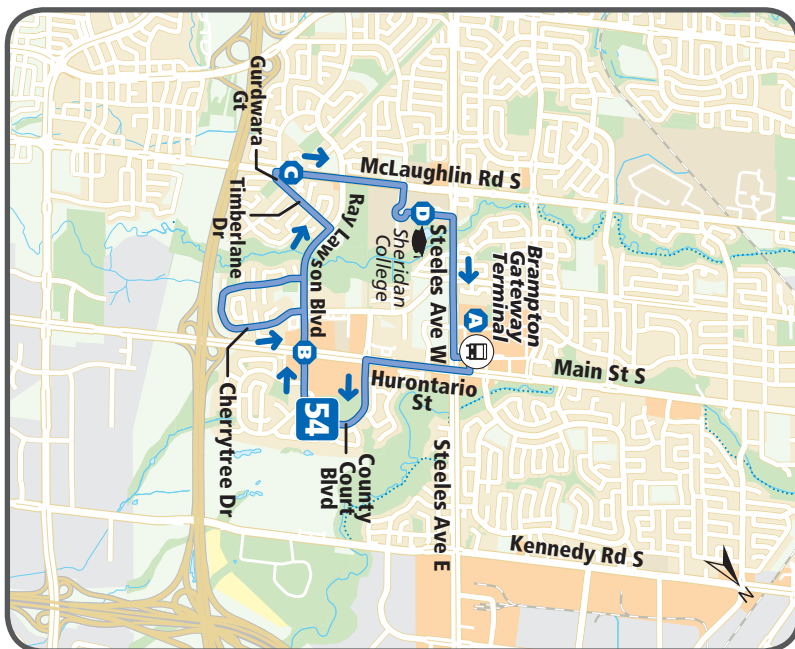 Gurdwara
Gt
McLaughlin Rd S
C
D
Timberlane
Dr
Ray Lawson Blvd
Sheridan
College
Steeles Ave W
Brampton
Gateway
Terminal
A
B
Main St S
Hurontario
St
54
Cherrytree Dr
County
Court
Blvd
Steeles Ave E
Kennedy Rd S
N